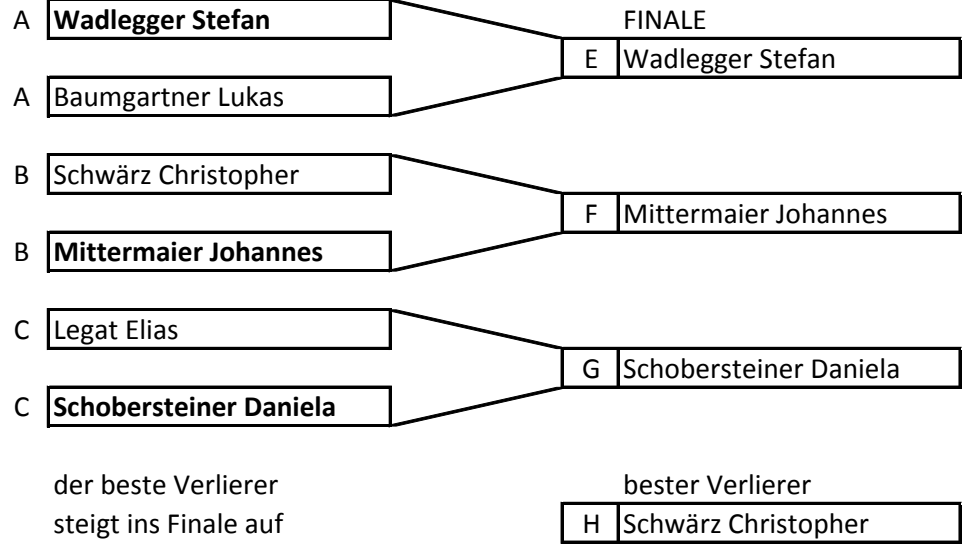 A Wadlegger Stefan
FINALE
E Wadlegger Stefan
A Baumgartner Lukas
B Schwärz Christopher
F Mittermaier Johannes
B Mittermaier Johannes
C Legat Elias
G Schobersteiner Daniela
C Schobersteiner Daniela
der beste Verlierer
steigt ins Finale auf
bester Verlierer
H Schwärz Christopher